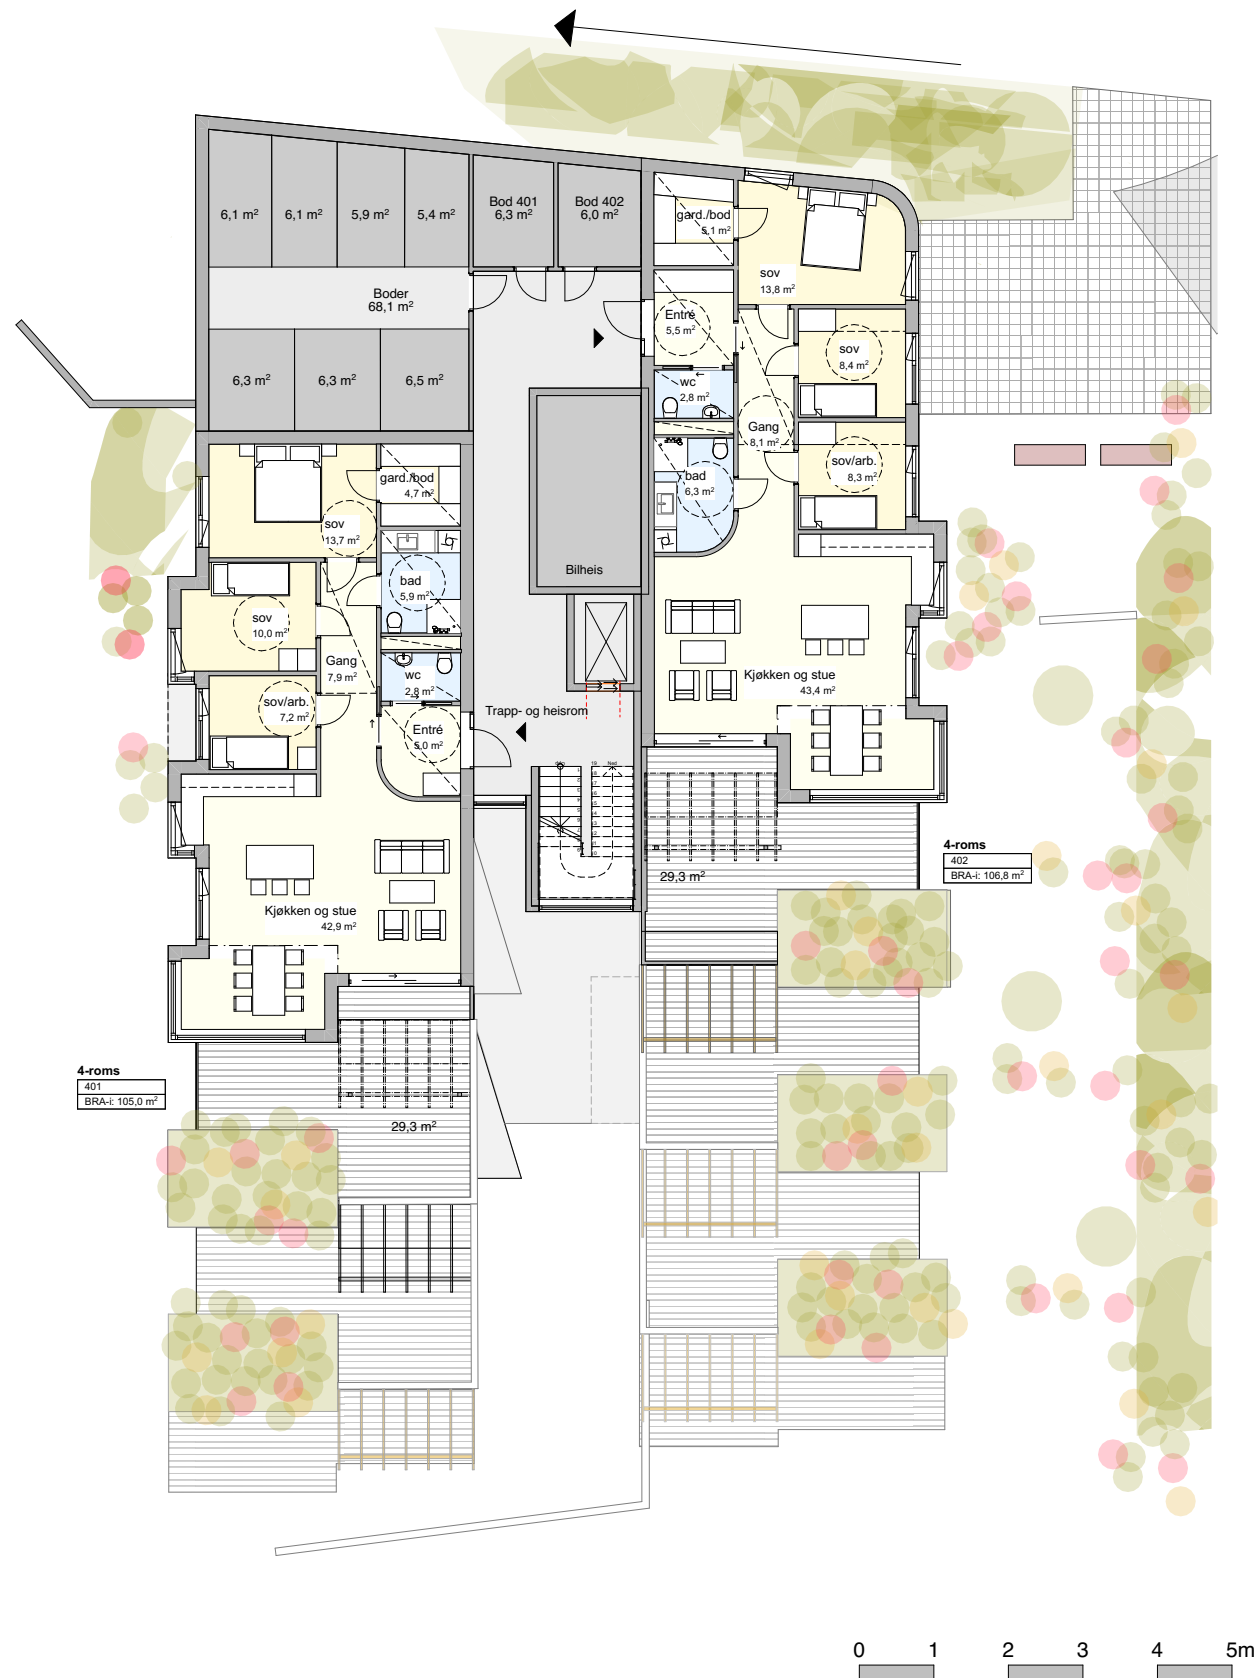 6,1 m²
6,1 m²
5,9 m²
5,4 m²
Bod 401
6,3 m²
Bod 402
6,0 m²
gard./bod
5,1 m²
sov
13,8 m²
Boder
68,1 m²
Entré
5,5 m²
sov
8,4 m²
6,3 m²
6,3 m²
6,5 m²
wc
2,8 m²
Gang
8,1 m²
sov/arb.
8,3 m²
bad
6,3 m²
gard./bod
4,7 m²
sov
13,7 m²
Bilheis
bad
5,9 m²
sov
10,0 m²
Gang
7,9 m²
wc
2,8 m²
Kjøkken og stue
43,4 m²
sov/arb.
7,2 m²
Trapp- og heisrom
Entré
5,0 m²
Ned
4-roms
402
BRA-i: 106,8 m²
29,3 m²
Kjøkken og stue
42,9 m²
4-roms
401
BRA-i: 105,0 m²
29,3 m²
0 1 2 3 4 5m